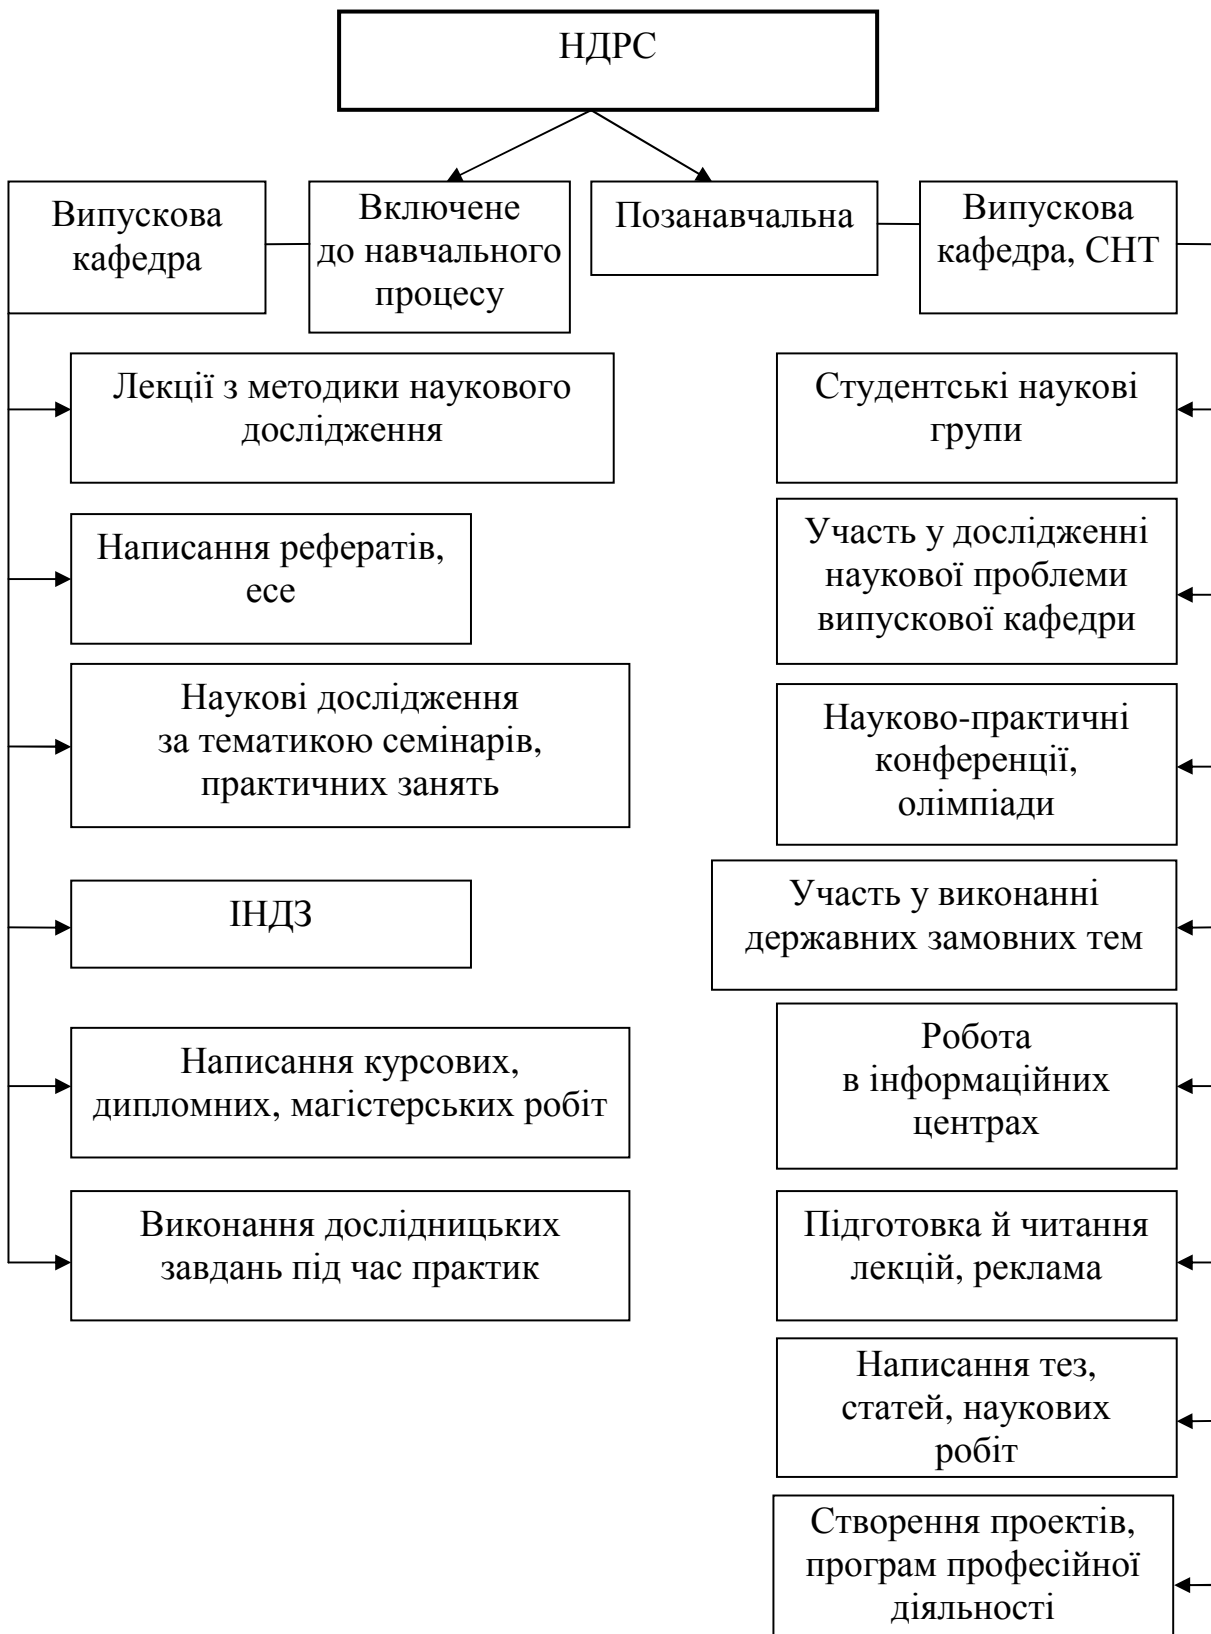 НДРС
Випускова
кафедра
Включене
до навчального
процесу
Позанавчальна
Випускова
кафедра, СНТ
Лекції з методики наукового
дослідження
Написання рефератів,
есе
Наукові дослідження
за тематикою семінарів,
практичних занять
ІНДЗ
Написання курсових,
дипломних, магістерських робіт
Виконання дослідницьких
завдань під час практик
Студентські наукові
групи
Участь у дослідженні
наукової проблеми
випускової кафедри
Науково-практичні
конференції,
олімпіади
Участь у виконанні
державних замовних тем
Робота
в інформаційних
центрах
Підготовка й читання
лекцій, реклама
Написання тез,
статей, наукових
робіт
Створення проектів,
програм професійної
діяльності